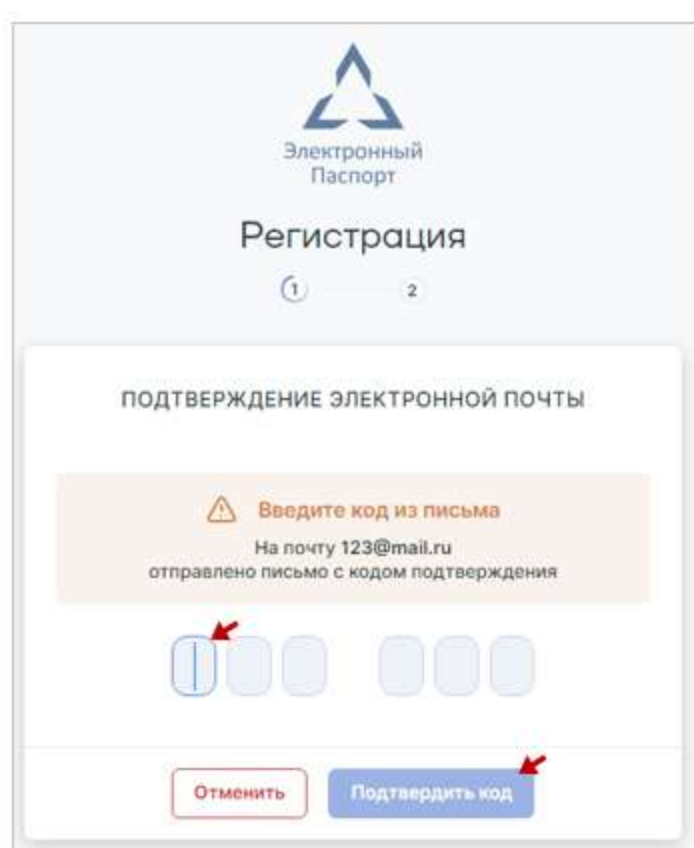 Электронный
Паспорт
Регистрация
1 2
ПОДТВЕРЖДЕНИЕ ЭЛЕКТРОННОЙ ПОЧТЫ
Введите код из письма
На почту 123@mail.ru
отправлено письмо с кодом подтверждения
Отменить Подтвердить код